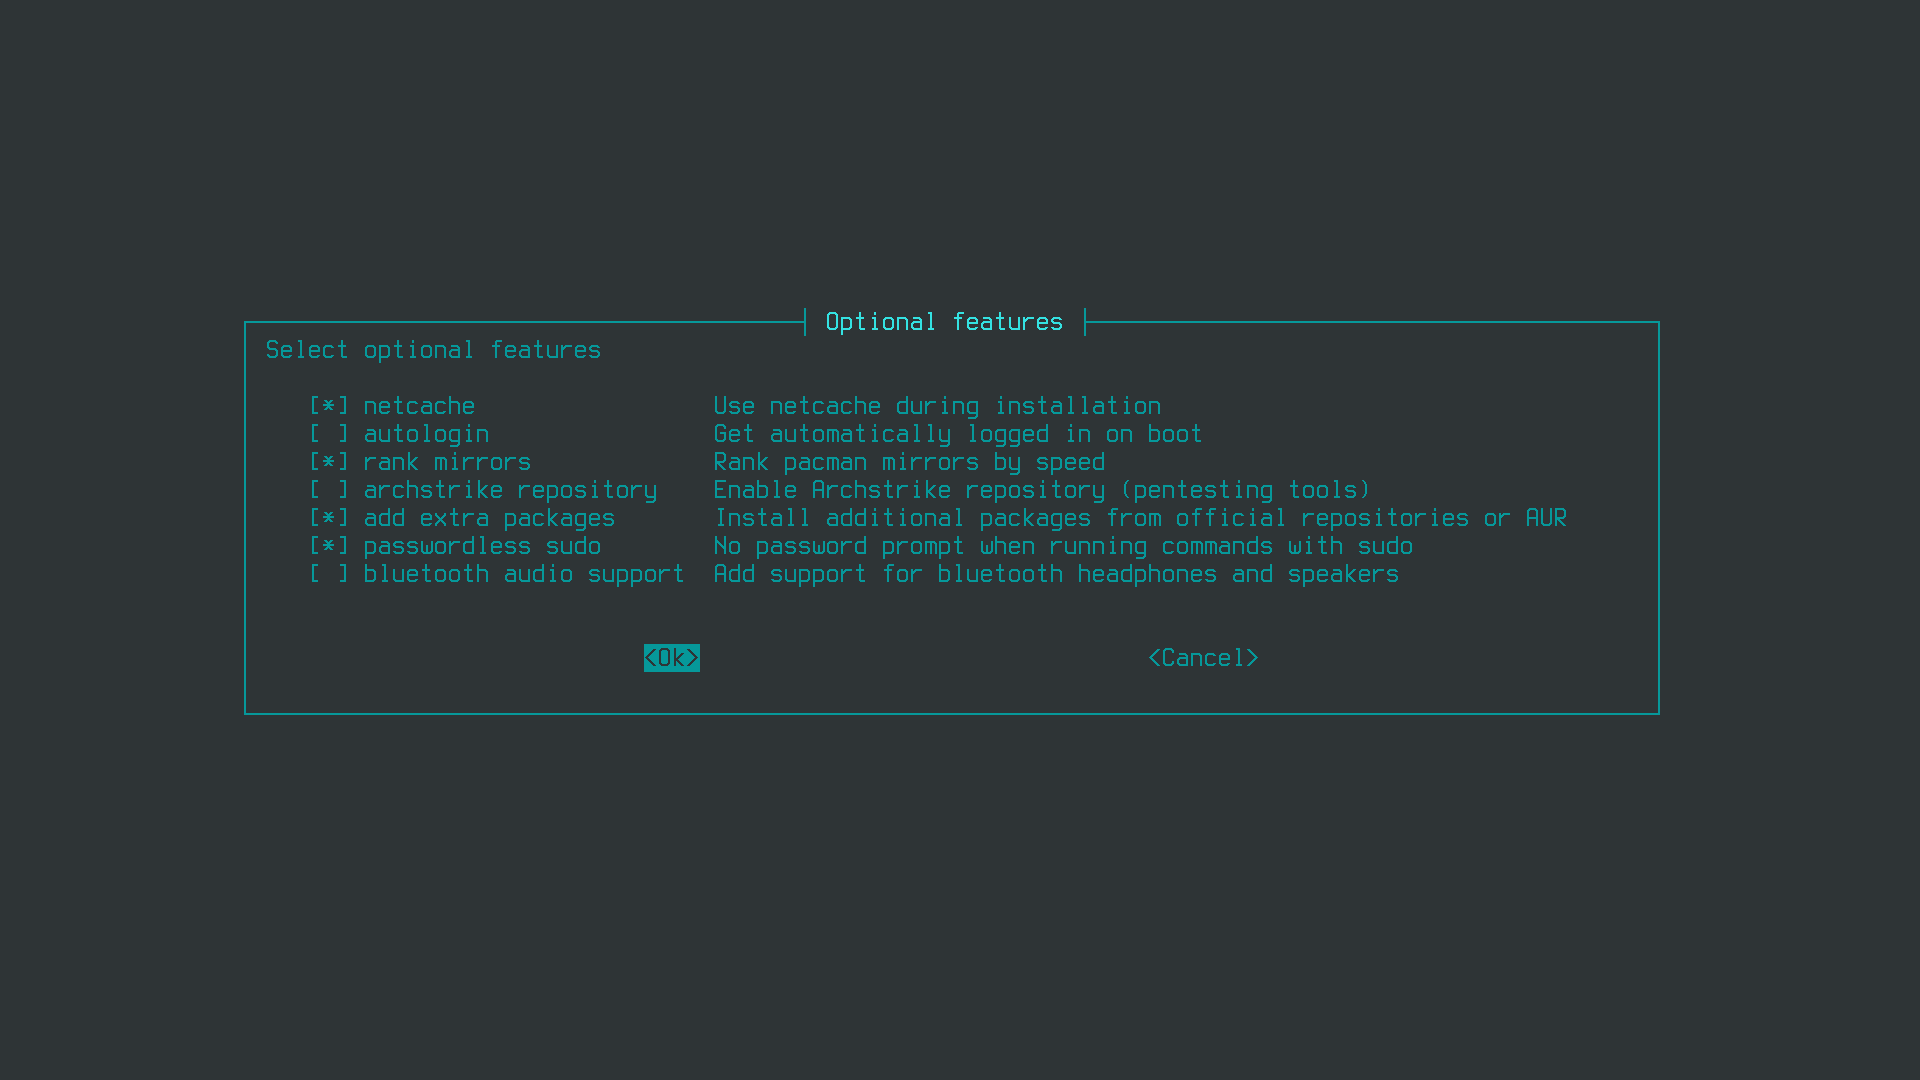 Optional features
Select optional features
[*] netcache Use netcache during installation
[ ] autologin Get automatically logged in on boot
[*] rank mirrors Rank pacman mirrors by speed
[ ] archstrike repository Enable Archstrike repository (pentesting tools)
[*] add extra packages Install additional packages from official repositories or AUR
[*] passwordless sudo No password prompt when running commands with sudo
[ ] bluetooth audio support Add support for bluetooth headphones and speakers
<Ok> <Cancel>